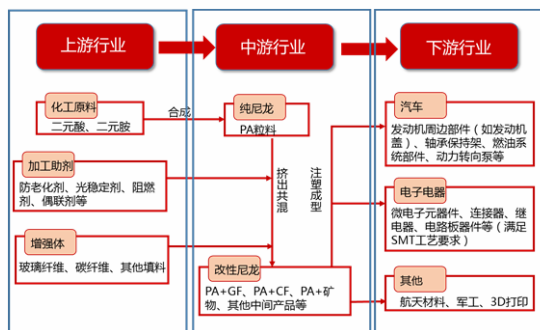 上游行业
中游行业
下游行业
化工原料
二元酸、二元胺
合成
纯尼龙
PA粒料
加工助剂
防老化剂、光稳定剂、阻燃
剂、偶联剂等
增强体
玻璃纤维、碳纤维、其他填料
挤出共混
注塑成型
改性尼龙
PA+GF、PA+CF、PA+矿
物、其他中间产品等
汽车
发动机周边部件（如发动机
盖）、轴承保持架、燃油系
统部件、动力转向泵等
电子电器
微电子元器件、连接器、继
电器、电路板器件等（满足
SMT工艺要求）
其他
航天材料、军工、3D打印